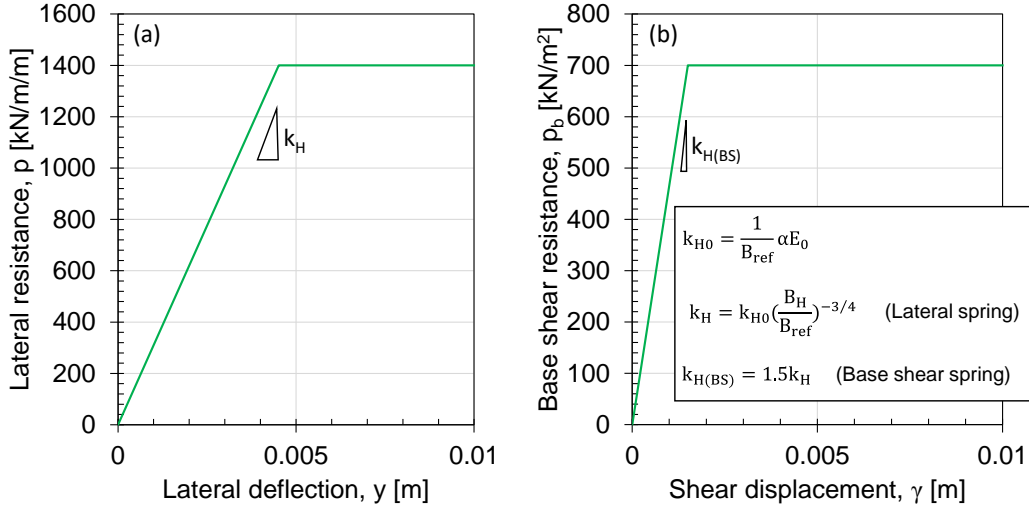 (a)
Lateral resistance, p [kN/m/m]
1600
1400
1200
1000
800
600
400
200
0
k_H
0 0.005 0.01
Lateral deflection, y [m]
(b)
Base shear resistance, p_b [kN/m²]
800
700
600
500
400
300
200
100
0
k_H(BS)
k_H0 = 1/B_ref αE_0
k_H = k_H0(B_H/B_ref)^−3/4 (Lateral spring)
k_H(BS) = 1.5k_H (Base shear spring)
0 0.005 0.01
Shear displacement, γ [m]